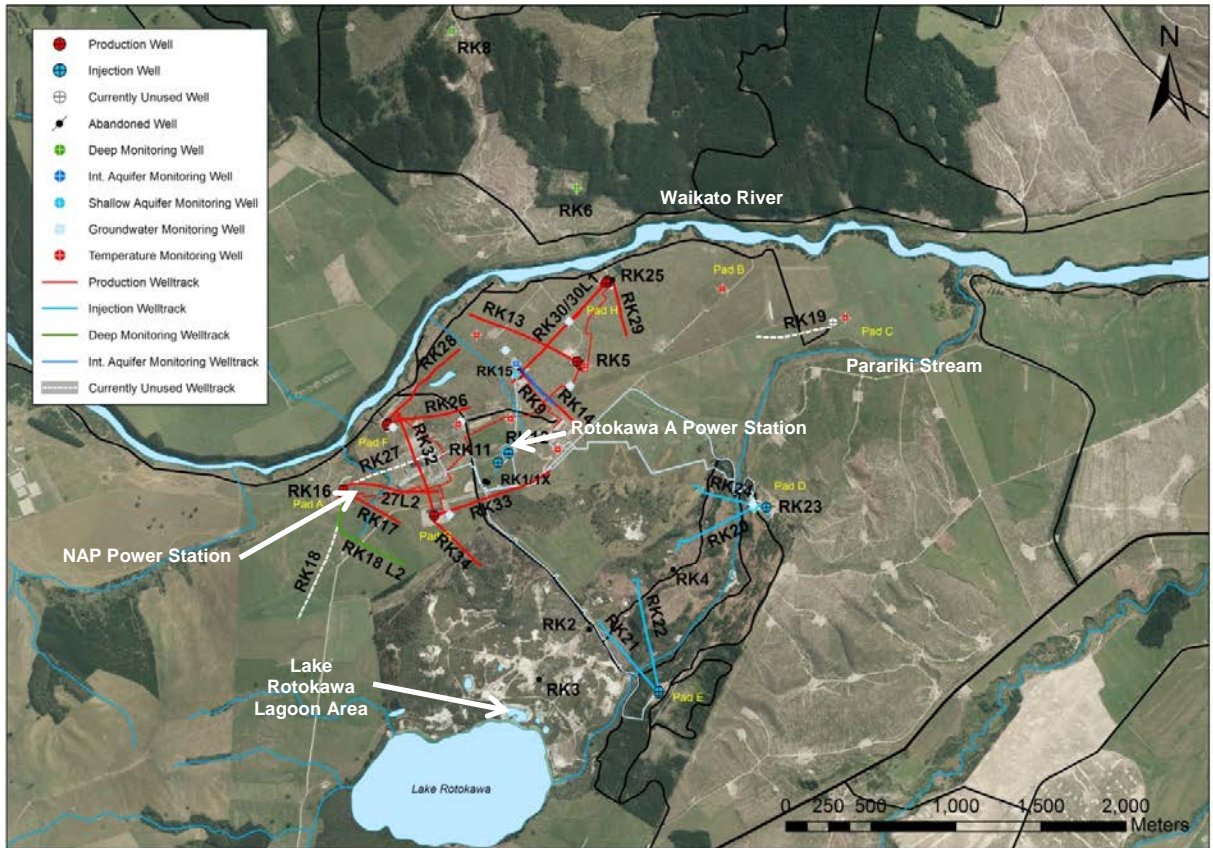 Production Well
Injection Well
Currently Unused Well
Abandoned Well
Deep Monitoring Well
Int. Aquifer Monitoring Well
Shallow Aquifer Monitoring Well
Groundwater Monitoring Well
Temperature Monitoring Well
Production Welltrack
Injection Welltrack
Deep Monitoring Welltrack
Int. Aquifer Monitoring Welltrack
Currently Unused Welltrack
RK8
N
RK6
Waikato River
RK25
Pad B
RK30/30L1
Pad H
RK29
RK13
RK19
Pad C
RK28
RK5
Pararïki Stream
RK15
RK9
RK14
RK26
Pad F
RK32
RK11
Rotokawa A Power Station
RK27
RK1/1X
RK16
Pad A
27L2
RK33
RK24
Pad D
RK23
RK17
RK20
NAP Power Station
RK34
RK18 L2
RK18
RK4
RK22
RK2
RK21
Lake
Rotokawa
Lagoon Area
RK3
Pad E
Lake Rotokawa
0 250 500 1,000 1,500 2,000
Meters